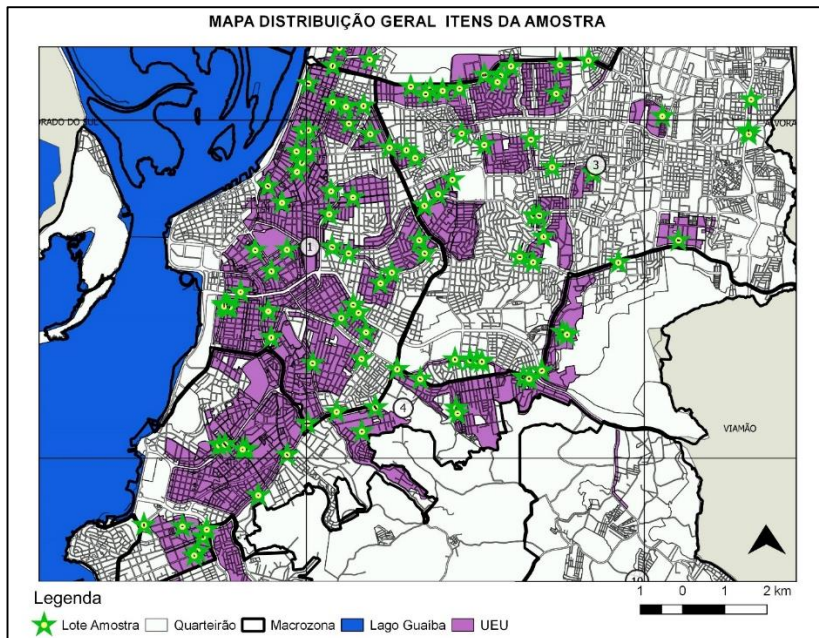 MAPA DISTRIBUIÇÃO GERAL ITENS DA AMOSTRA
RADO DO SUL
VORA
3
1
4
VIAMÃO
10
Legenda
1 0 1 2 km
Lote Amostra Quarteirão Macrozona Lago Guaíba UEU